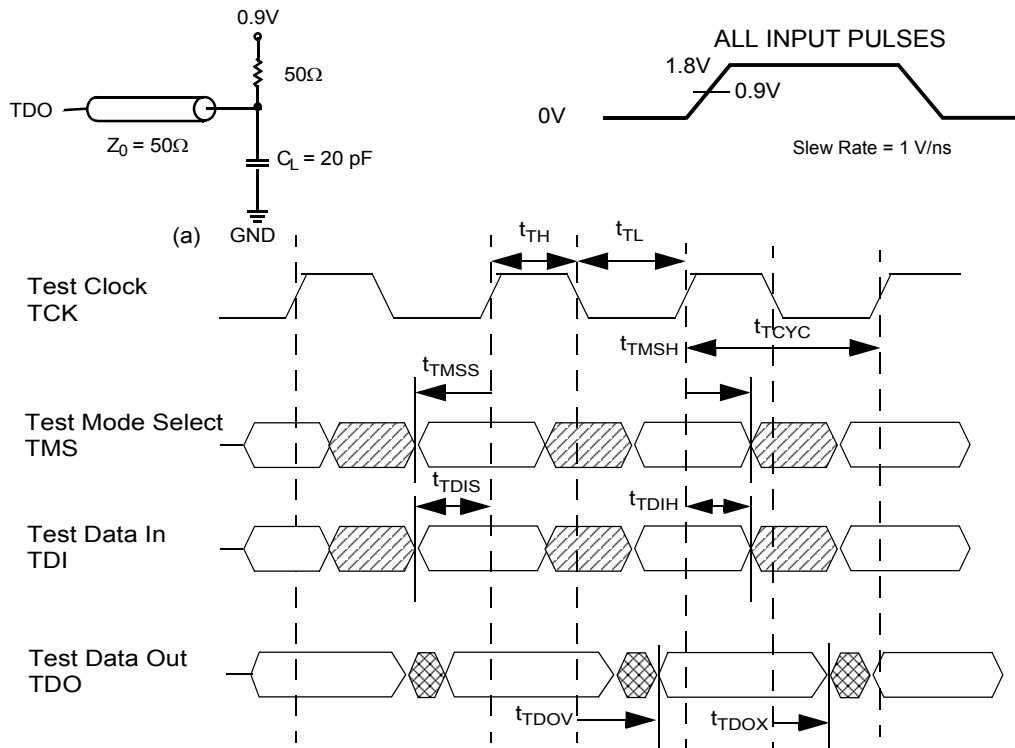 0.9V
50Ω
TDO
Z0 = 50Ω
CL = 20 pF
GND
(a)
ALL INPUT PULSES
1.8V
0.9V
0V
Slew Rate = 1 V/ns
tTH
tTL
Test Clock
TCK
tTMSH
tTCYC
tTMSS
Test Mode Select
TMS
tTDIS
tTDIH
Test Data In
TDI
Test Data Out
TDO
tTDOV
tTDOX